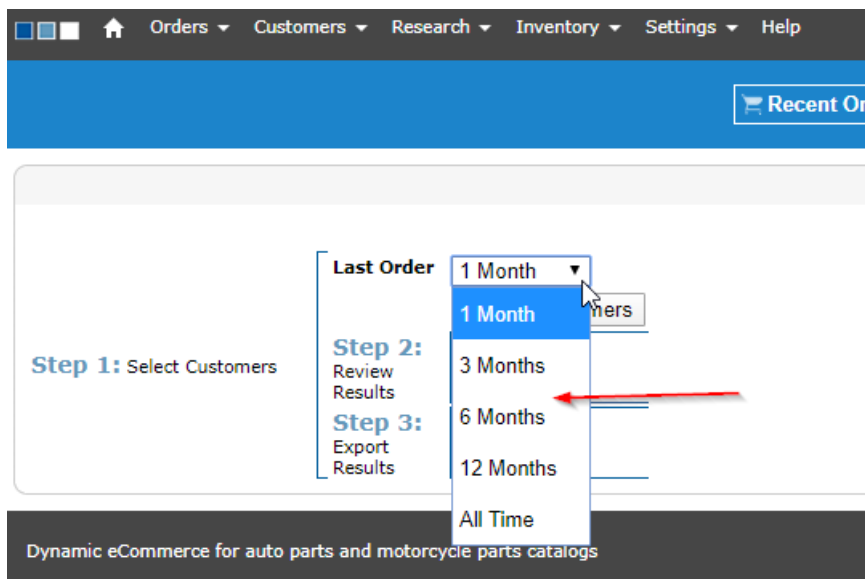 Orders Customers Research Inventory Settings Help
Recent
Last Order 1 Month
1 Month
3 Months
6 Months
12 Months
All Time
Step 1: Select Customers
Step 2:
Review
Results
Step 3:
Export
Results
Dynamic eCommerce for auto parts and motorcycle parts catalogs